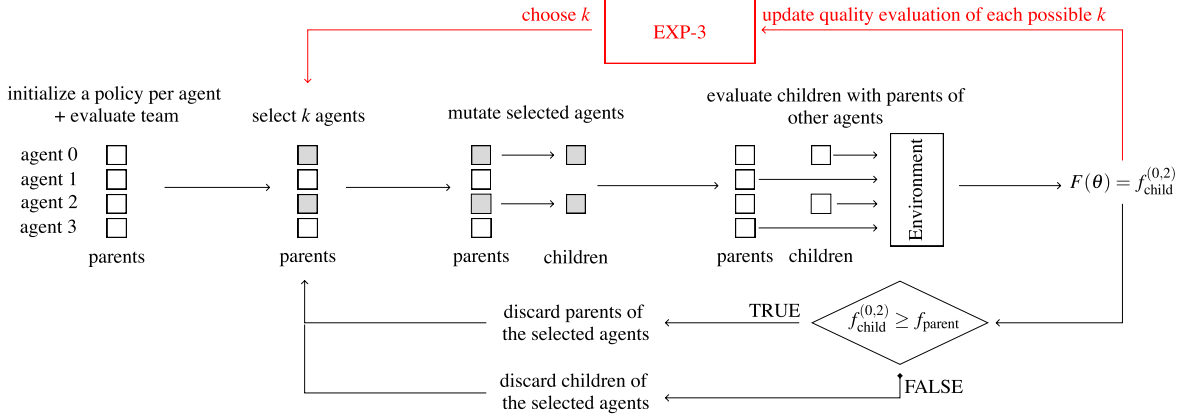 choose k
EXP-3
update quality evaluation of each possible k
initialize a policy per agent
+ evaluate team
select k agents
mutate selected agents
evaluate children with parents of
other agents
agent 0
agent 1
agent 2
agent 3
parents
parents
parents
children
parents
children
Environment
F(θ) = f_child^(0,2)
discard parents of
the selected agents
TRUE
f_child^(0,2) ≥ f_parent
discard children of
the selected agents
FALSE